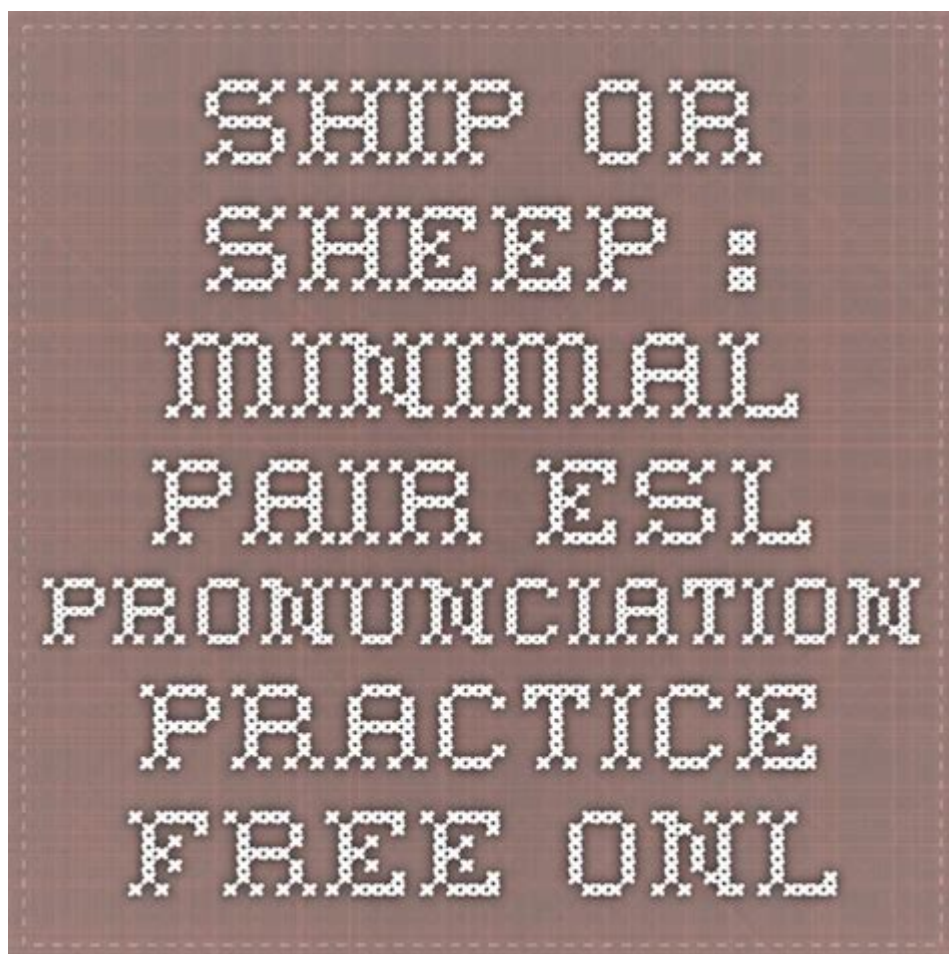 SHIP OR
SHEEP :
MINIMAL
PAIR ESL
PRONUNCIATION
PRACTICE
FREE ONL